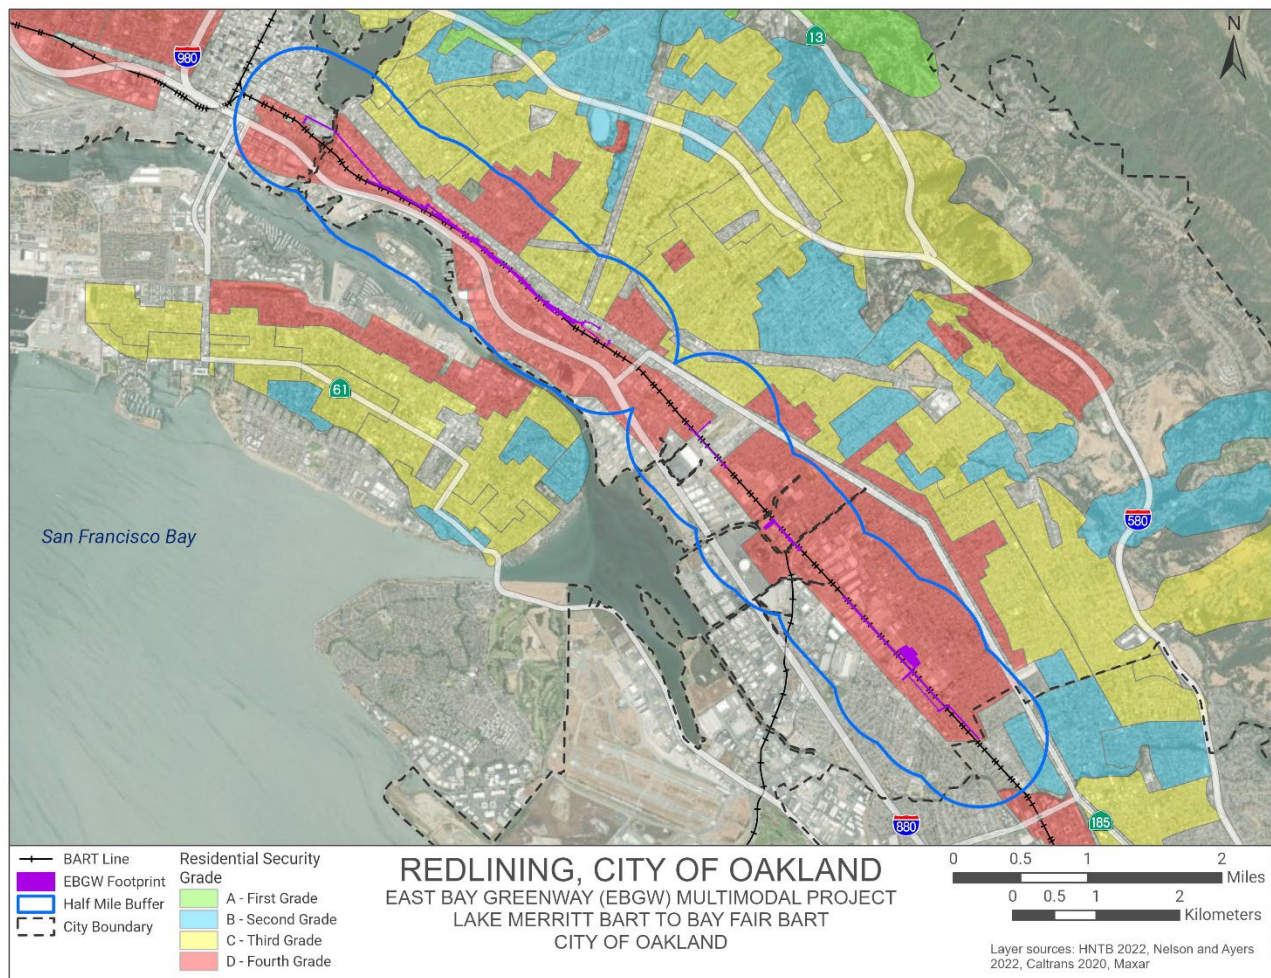 N
980
13
61
San Francisco Bay
580
880
185
BART Line
EBGW Footprint
Half Mile Buffer
City Boundary
Residential Security
Grade
A - First Grade
B - Second Grade
C - Third Grade
D - Fourth Grade
REDLINING, CITY OF OAKLAND
EAST BAY GREENWAY (EBGW) MULTIMODAL PROJECT
LAKE MERRITT BART TO BAY FAIR BART
CITY OF OAKLAND
0 0.5 1 2
Miles
0 0.5 1 2
Kilometers
Layer sources: HNTB 2022, Nelson and Ayers
2022, Caltrans 2020, Maxar